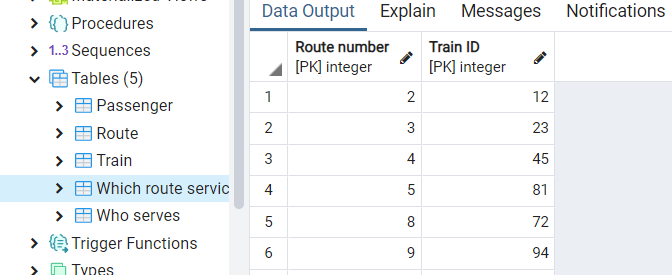 Procedures
1..3 Sequences
Tables (5)
Passenger
Route
Train
Which route servic
Who serves
Trigger Functions
Types
Data Output Explain Messages Notifications
Route number Train ID
[PK] integer [PK] integer
1 2 12
2 3 23
3 4 45
4 5 81
5 8 72
6 9 94